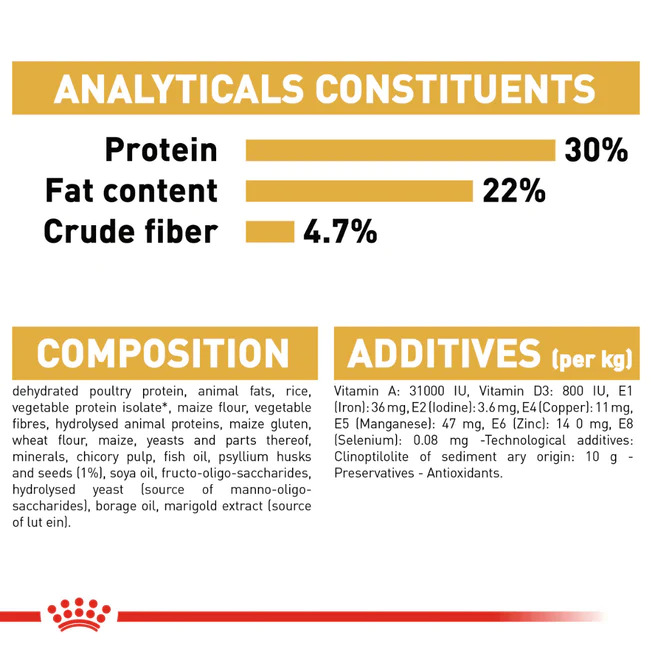 ANALYTICALS CONSTITUENTS
Protein 30%
Fat content 22%
Crude fiber 4.7%
COMPOSITION
dehydrated poultry protein, animal fats, rice,
vegetable protein isolate*, maize flour, vegetable
fibres, hydrolysed animal proteins, maize gluten,
wheat flour, maize, yeasts and parts thereof,
minerals, chicory pulp, fish oil, psyllium husks
and seeds (1%), soya oil, fructo-oligo-saccharides,
hydrolysed yeast (source of manno-oligo-
saccharides), borage oil, marigold extract (source
of lut ein).
ADDITIVES (per kg)
Vitamin A: 31000 IU, Vitamin D3: 800 IU, E1
(Iron): 36 mg, E2 (Iodine): 3.6 mg, E4 (Copper): 11 mg,
E5 (Manganese): 47 mg, E6 (Zinc): 14 0 mg, E8
(Selenium): 0.08 mg -Technological additives:
Clinoptilolite of sediment ary origin: 10 g -
Preservatives - Antioxidants.